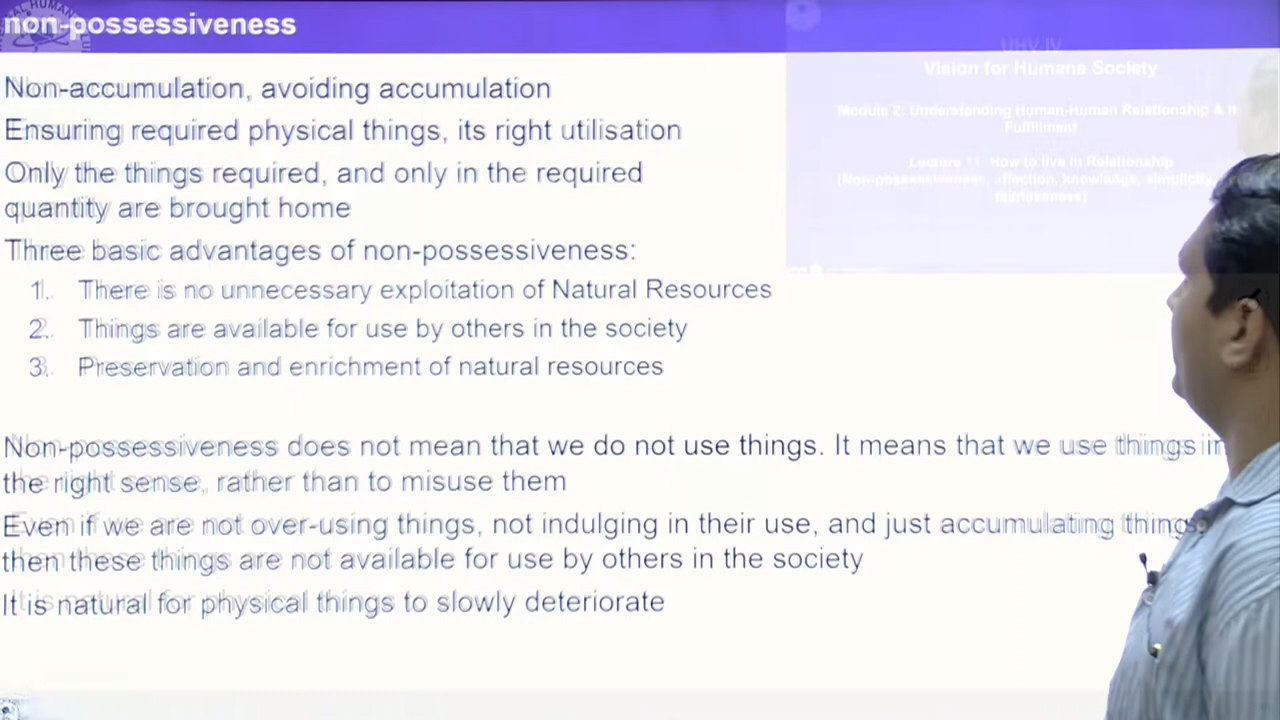 non-possessiveness
UHV IV
Vision for Humane Society
Module 2: Understanding Human-Human Relationship & it
Fulfillment
Lecture 11: How to live in Relationship
(Non-possessiveness, affection, knowledge, simplicity,
fearlessness)
Non-accumulation, avoiding accumulation
Ensuring required physical things, its right utilisation
Only the things required, and only in the required
quantity are brought home
Three basic advantages of non-possessiveness:
1. There is no unnecessary exploitation of Natural Resources
2. Things are available for use by others in the society
3. Preservation and enrichment of natural resources
Non-possessiveness does not mean that we do not use things. It means that we use things in
the right sense, rather than to misuse them
Even if we are not over-using things, not indulging in their use, and just accumulating things,
then these things are not available for use by others in the society
It is natural for physical things to slowly deteriorate